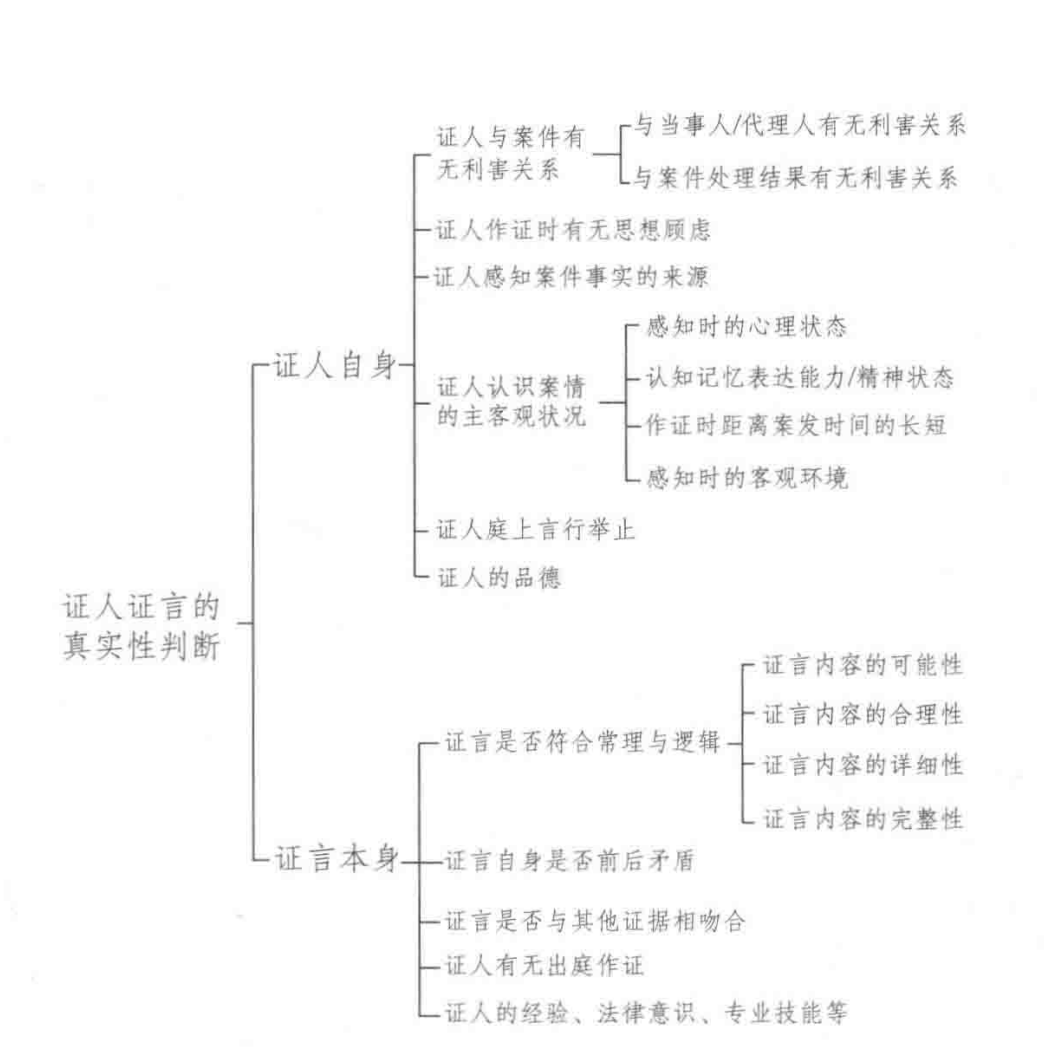 证人证言的
真实性判断
证人自身
证人与案件有
无利害关系
与当事人/代理人有无利害关系
与案件处理结果有无利害关系
证人作证时有无思想顾虑
证人感知案件事实的来源
证人认识案情
的主客观状况
感知时的心理状态
认知记忆表达能力/精神状态
作证时距离案发时间的长短
感知时的客观环境
证人庭上言行举止
证人的品德
证言本身
证言是否符合常理与逻辑
证言内容的可能性
证言内容的合理性
证言内容的详细性
证言内容的完整性
证言自身是否前后矛盾
证言是否与其他证据相吻合
证人有无出庭作证
证人的经验、法律意识、专业技能等